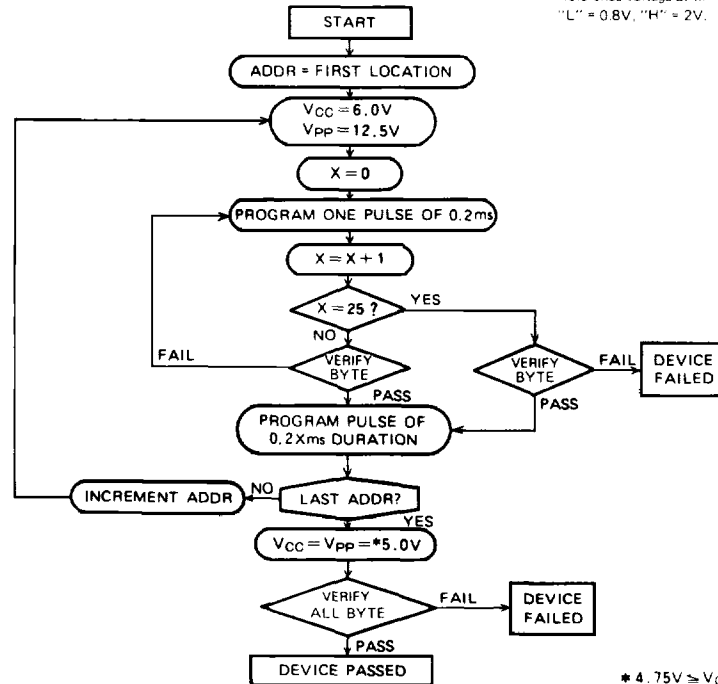 "L" = 0.8V, "H" = 2V.
START
ADDR = FIRST LOCATION
VCC = 6.0V
VPP = 12.5V
X = 0
PROGRAM ONE PULSE OF 0.2ms
X = X + 1
X = 25 ?
YES
NO
FAIL
VERIFY
BYTE
PASS
VERIFY
BYTE
FAIL
PASS
DEVICE
FAILED
PROGRAM PULSE OF
0.2Xms DURATION
LAST ADDR?
NO
INCREMENT ADDR
YES
VCC = VPP = *5.0V
VERIFY
ALL BYTE
FAIL
DEVICE
FAILED
PASS
DEVICE PASSED
* 4.75V ≧